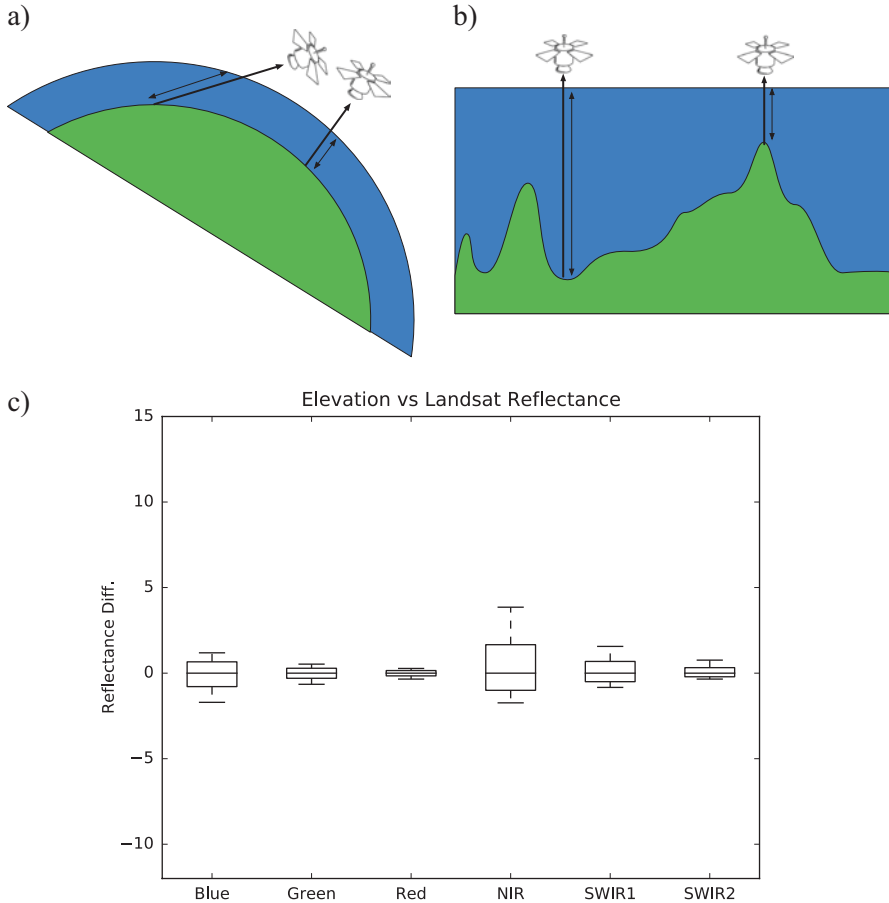 a)
b)
c)
Elevation vs Landsat Reflectance
15
10
5
0
−5
−10
Reflectance Diff.
Blue Green Red NIR SWIR1 SWIR2